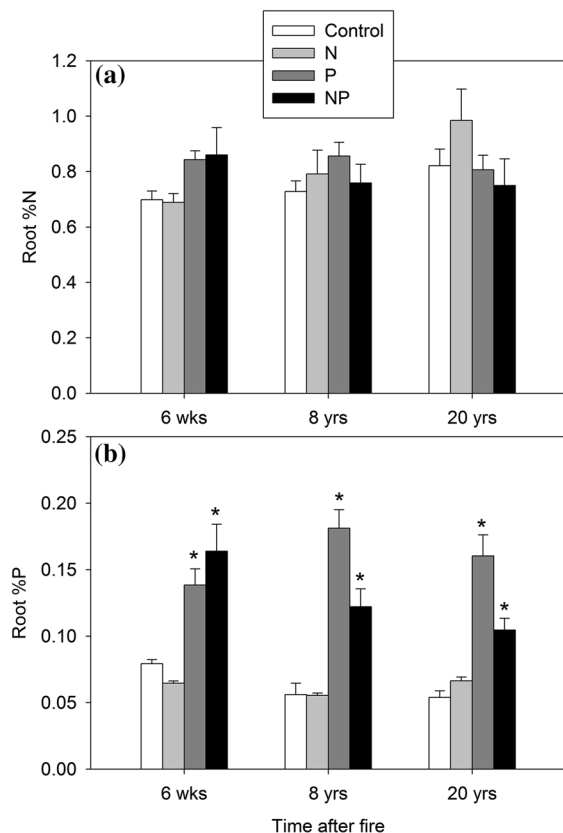 Control
N
P
NP
(a)
1.2
1.0
0.8
0.6
0.4
0.2
0.0
Root %N
6 wks 8 yrs 20 yrs
(b)
0.25
0.20
0.15
0.10
0.05
0.00
Root %P
* * * * * *
6 wks 8 yrs 20 yrs
Time after fire